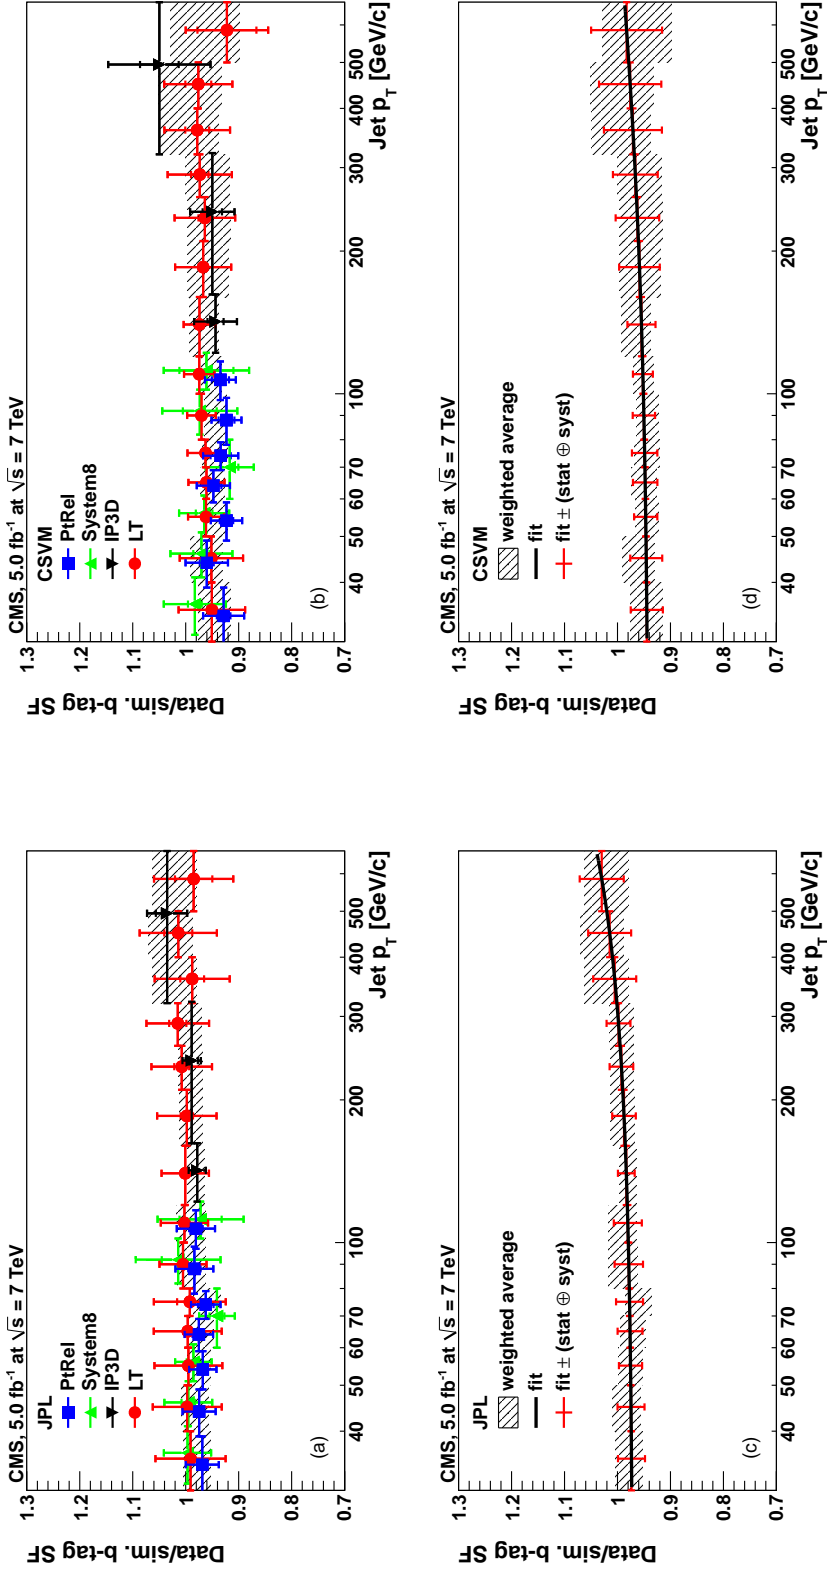 CMS, 5.0 fb⁻¹ at √s = 7 TeV
JPL
PtRel
System8
IP3D
LT
(a)
Data/sim. b-tag SF
1.3
1.2
1.1
1
0.9
0.8
0.7
40 50 60 70 100 200 300 400 500
Jet p_T [GeV/c]
CMS, 5.0 fb⁻¹ at √s = 7 TeV
CSVM
PtRel
System8
IP3D
LT
(b)
Data/sim. b-tag SF
1.3
1.2
1.1
1
0.9
0.8
0.7
40 50 60 70 100 200 300 400 500
Jet p_T [GeV/c]
CMS, 5.0 fb⁻¹ at √s = 7 TeV
JPL
weighted average
fit
fit ± (stat ⊕ syst)
(c)
Data/sim. b-tag SF
1.3
1.2
1.1
1
0.9
0.8
0.7
40 50 60 70 100 200 300 400 500
Jet p_T [GeV/c]
CMS, 5.0 fb⁻¹ at √s = 7 TeV
CSVM
weighted average
fit
fit ± (stat ⊕ syst)
(d)
Data/sim. b-tag SF
1.3
1.2
1.1
1
0.9
0.8
0.7
40 50 60 70 100 200 300 400 500
Jet p_T [GeV/c]